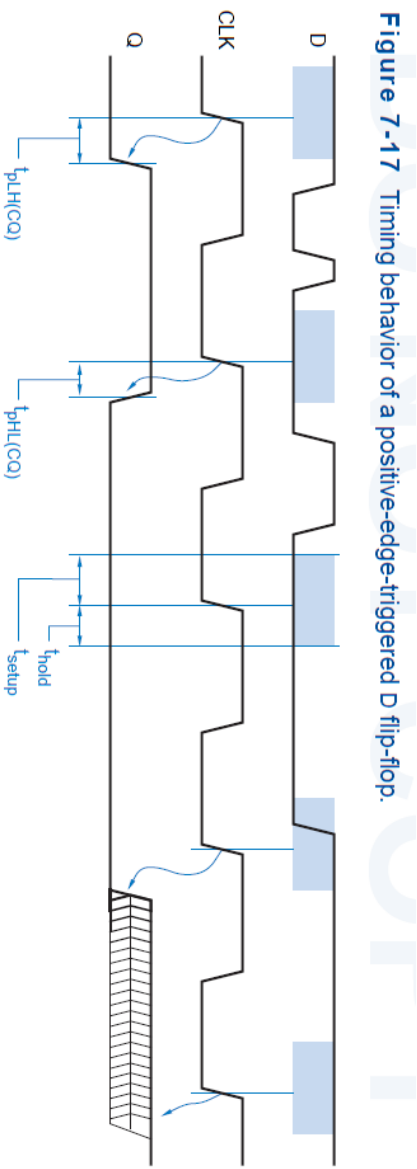 Figure 7-17 Timing behavior of a positive-edge-triggered D flip-flop.
D
CLK
Q
tpLH(CQ)
tpHL(CQ)
thold
tsetup